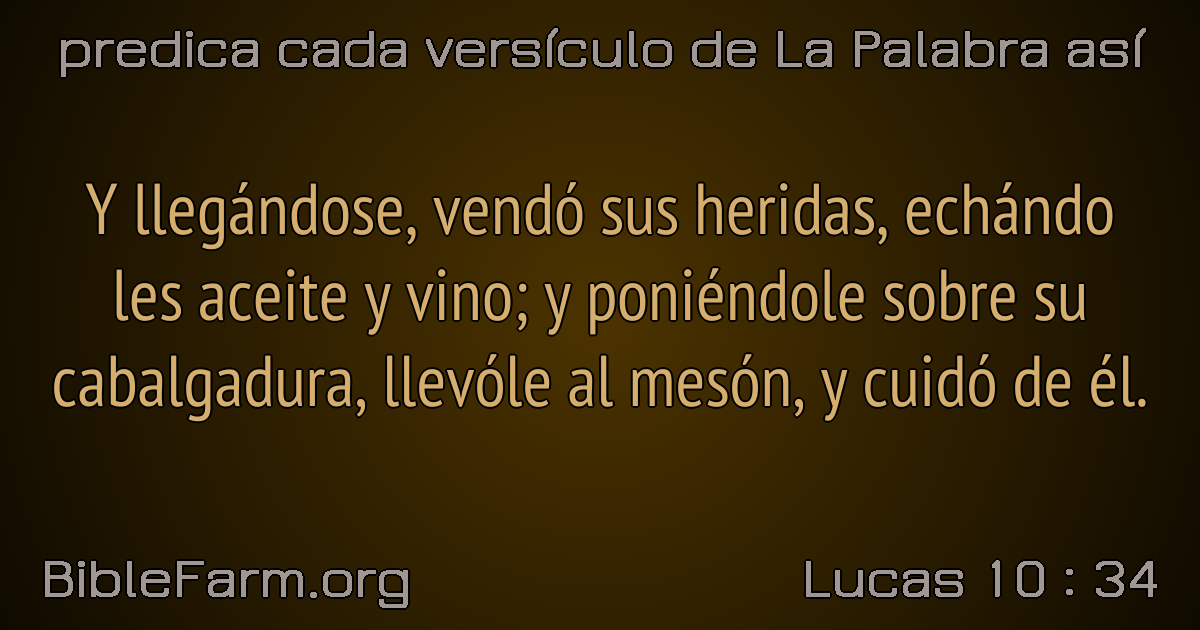 predica cada versículo de La Palabra así
Y llegándose, vendó sus heridas, echándo
les aceite y vino; y poniéndole sobre su
cabalgadura, llevóle al mesón, y cuidó de él.
BibleFarm.org
Lucas 10 : 34